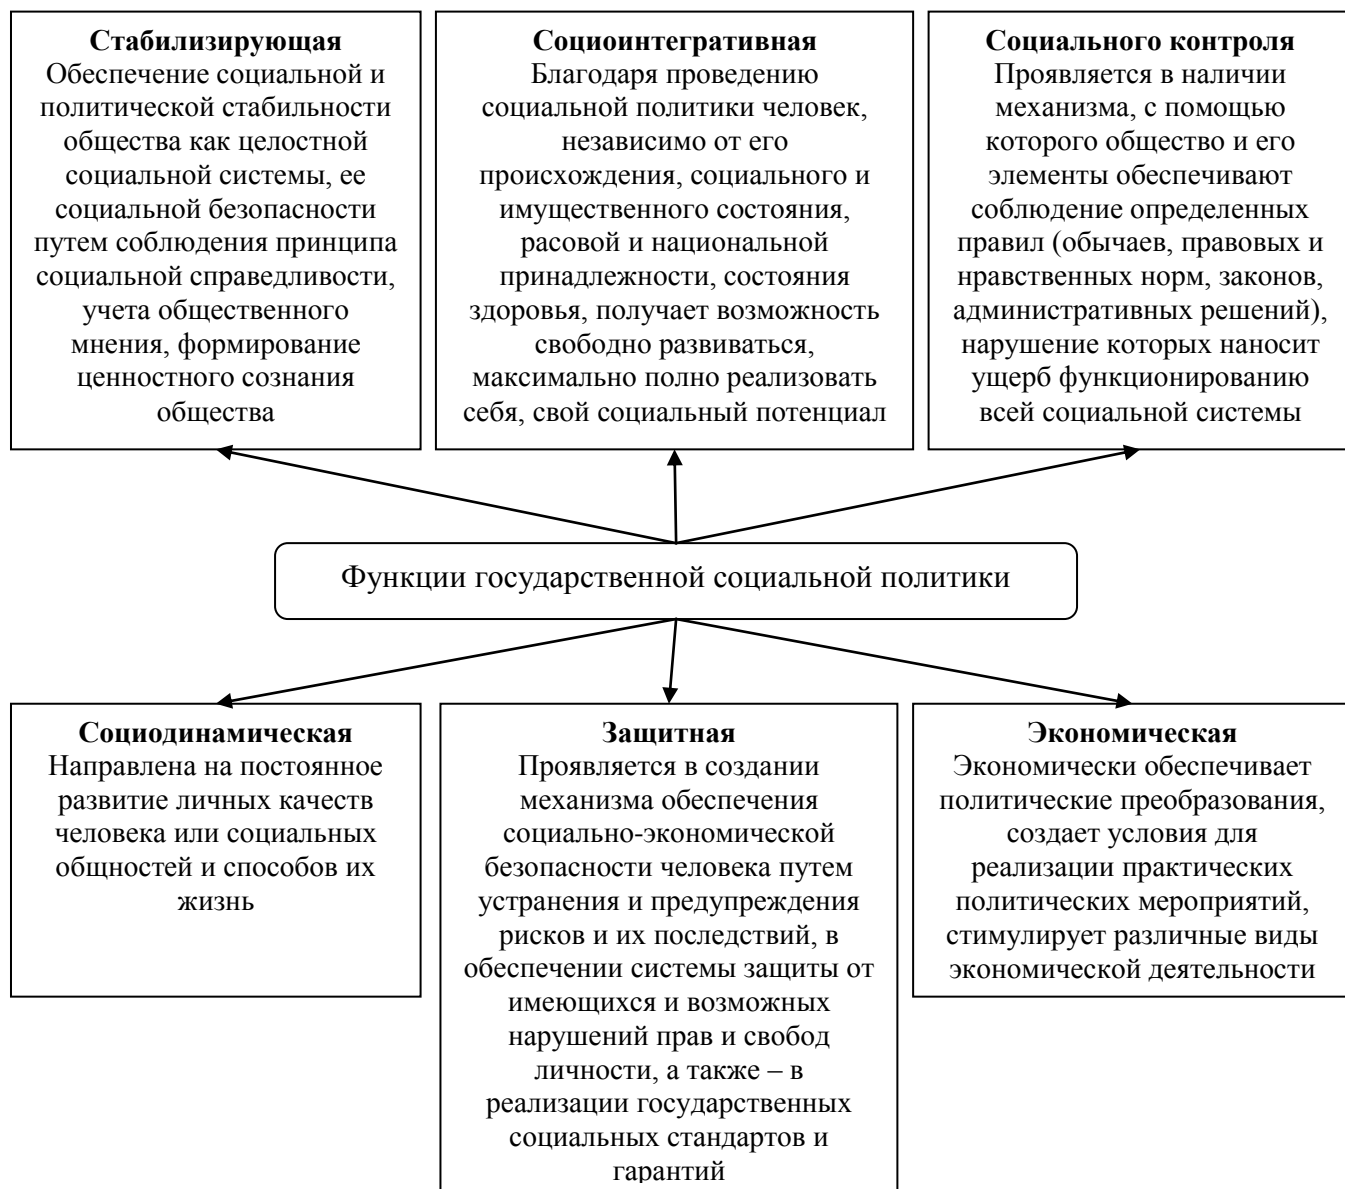 Стабилизирующая
Обеспечение социальной и
политической стабильности
общества как целостной
социальной системы, ее
социальной безопасности
путем соблюдения принципа
социальной справедливости,
учета общественного
мнения, формирование
ценностного сознания
общества
Социоинтегративная
Благодаря проведению
социальной политики человек,
независимо от его
происхождения, социального и
имущественного состояния,
расовой и национальной
принадлежности, состояния
здоровья, получает возможность
свободно развиваться,
максимально полно реализовать
себя, свой социальный потенциал
Социального контроля
Проявляется в наличии
механизма, с помощью
которого общество и его
элементы обеспечивают
соблюдение определенных
правил (обычаев, правовых и
нравственных норм, законов,
административных решений),
нарушение которых наносит
ущерб функционированию
всей социальной системы
Функции государственной социальной политики
Социодинамическая
Направлена на постоянное
развитие личных качеств
человека или социальных
общностей и способов их
жизнь
Защитная
Проявляется в создании
механизма обеспечения
социально-экономической
безопасности человека путем
устранения и предупреждения
рисков и их последствий, в
обеспечении системы защиты от
имеющихся и возможных
нарушений прав и свобод
личности, а также – в
реализации государственных
социальных стандартов и
гарантий
Экономическая
Экономически обеспечивает
политические преобразования,
создает условия для
реализации практических
политических мероприятий,
стимулирует различные виды
экономической деятельности